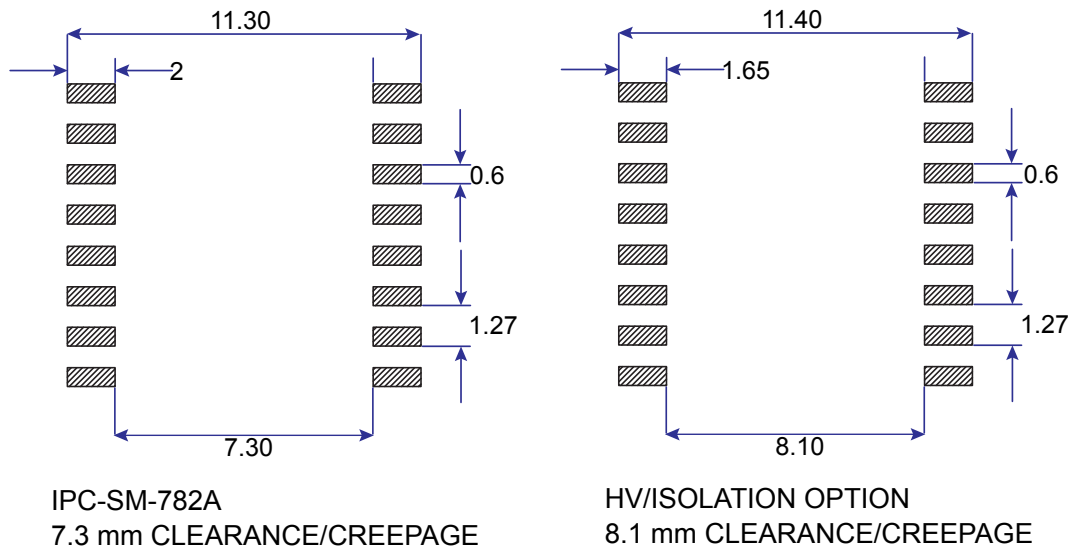 11.30
2
0.6
1.27
7.30
IPC-SM-782A
7.3 mm CLEARANCE/CREEPAGE
11.40
1.65
0.6
1.27
8.10
HV/ISOLATION OPTION
8.1 mm CLEARANCE/CREEPAGE